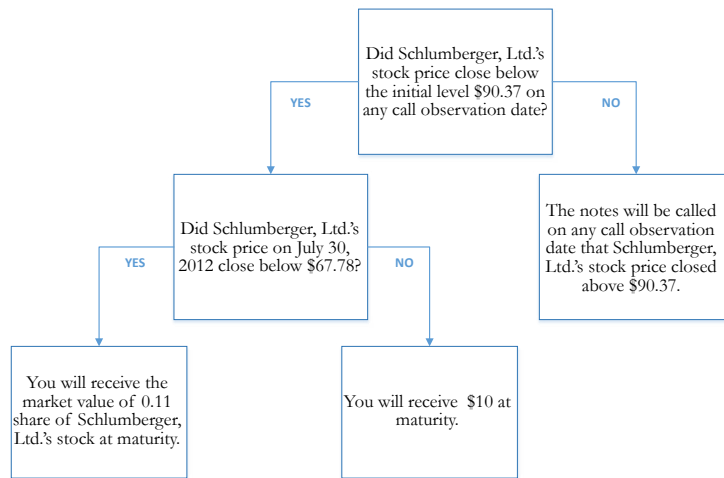 Did Schlumberger, Ltd.'s
stock price close below
the initial level $90.37 on
any call observation date?
YES
NO
Did Schlumberger, Ltd.'s
stock price on July 30,
2012 close below $67.78?
The notes will be called
on any call observation
date that Schlumberger,
Ltd.'s stock price closed
above $90.37.
YES
NO
You will receive the
market value of 0.11
share of Schlumberger,
Ltd.'s stock at maturity.
You will receive $10 at
maturity.